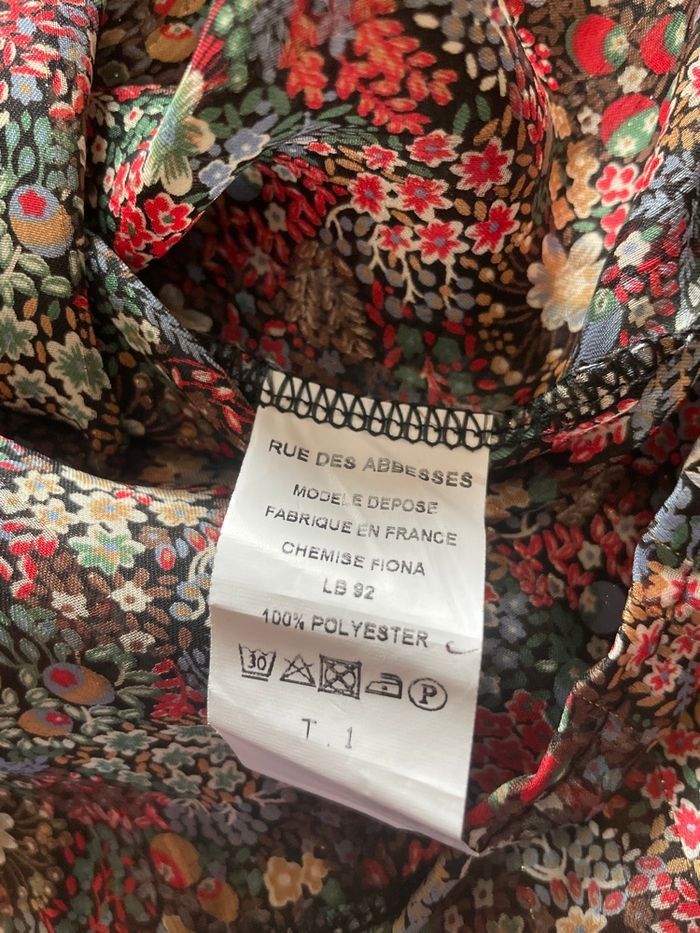 RUE DES ABBESSES
MODELE DEPOSE
FABRIQUE EN FRANCE
CHEMISE FIONA
LB 92
100% POLYESTER
30 P
T.1